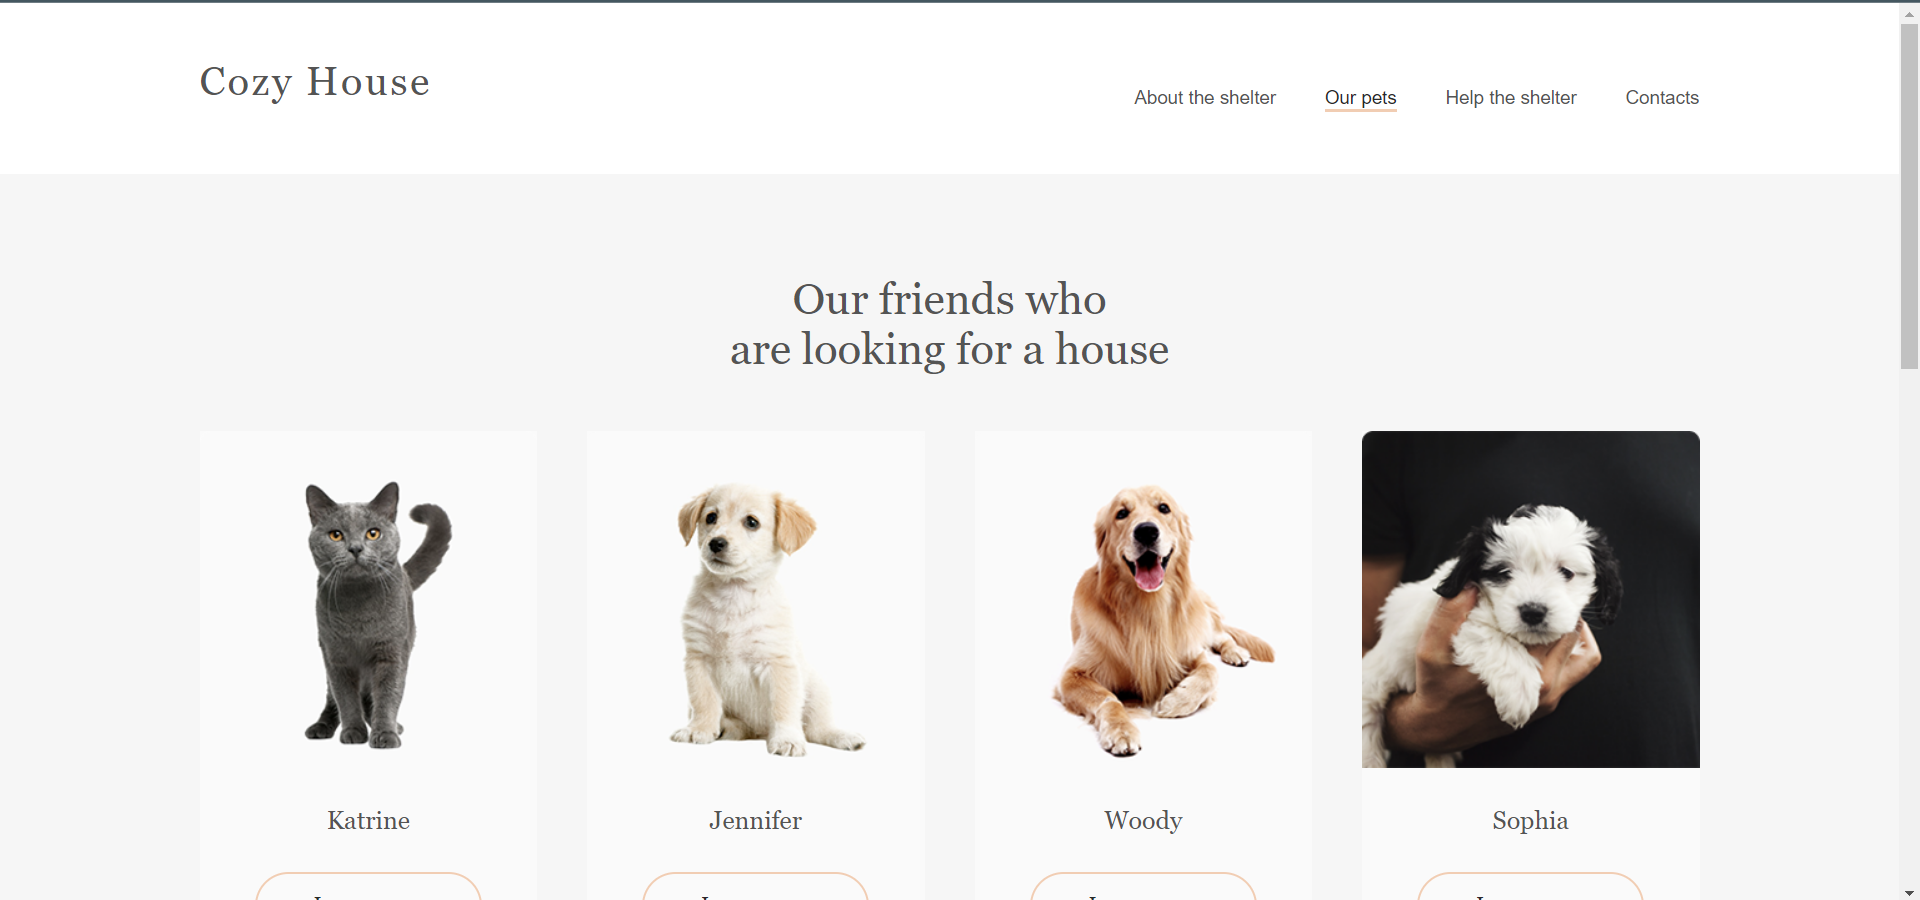 Cozy House
About the shelter
Our pets
Help the shelter
Contacts
Our friends who
are looking for a house
Katrine
Jennifer
Woody
Sophia